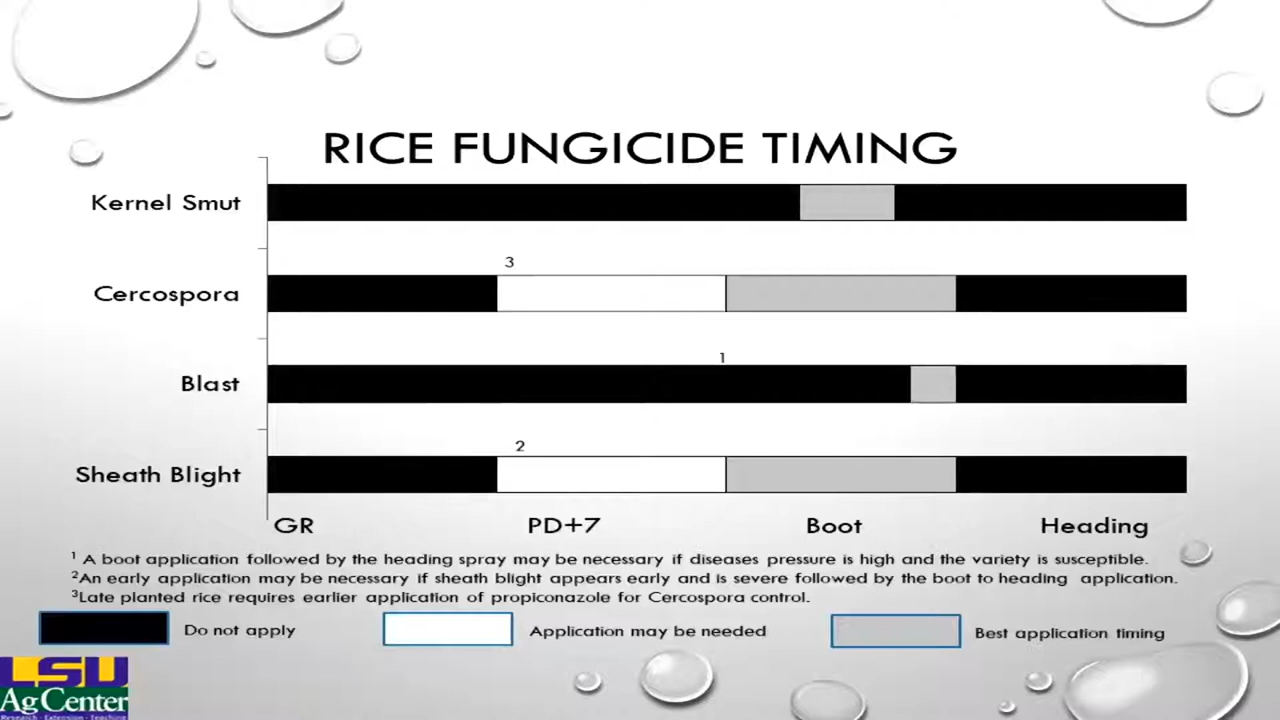 RICE FUNGICIDE TIMING
Kernel Smut
3
Cercospora
1
Blast
2
Sheath Blight
GR PD+7 Boot Heading
1 A boot application followed by the heading spray may be necessary if diseases pressure is high and the variety is susceptible.
2An early application may be necessary if sheath blight appears early and is severe followed by the boot to heading application.
3Late planted rice requires earlier application of propiconazole for Cercospora control.
Do not apply Application may be needed Best application timing
LSU
AgCenter
Research · Extension · Teaching